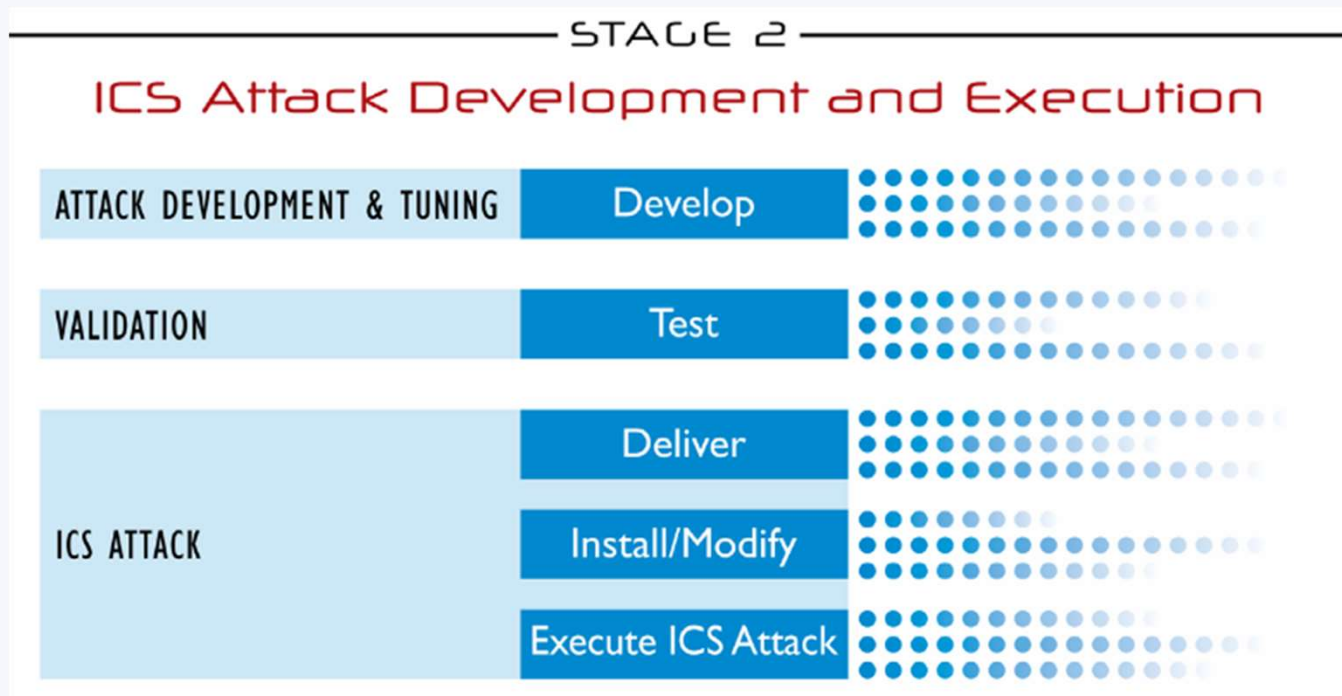 STAGE 2
ICS Attack Development and Execution
ATTACK DEVELOPMENT & TUNING
Develop
VALIDATION
Test
ICS ATTACK
Deliver
Install/Modify
Execute ICS Attack